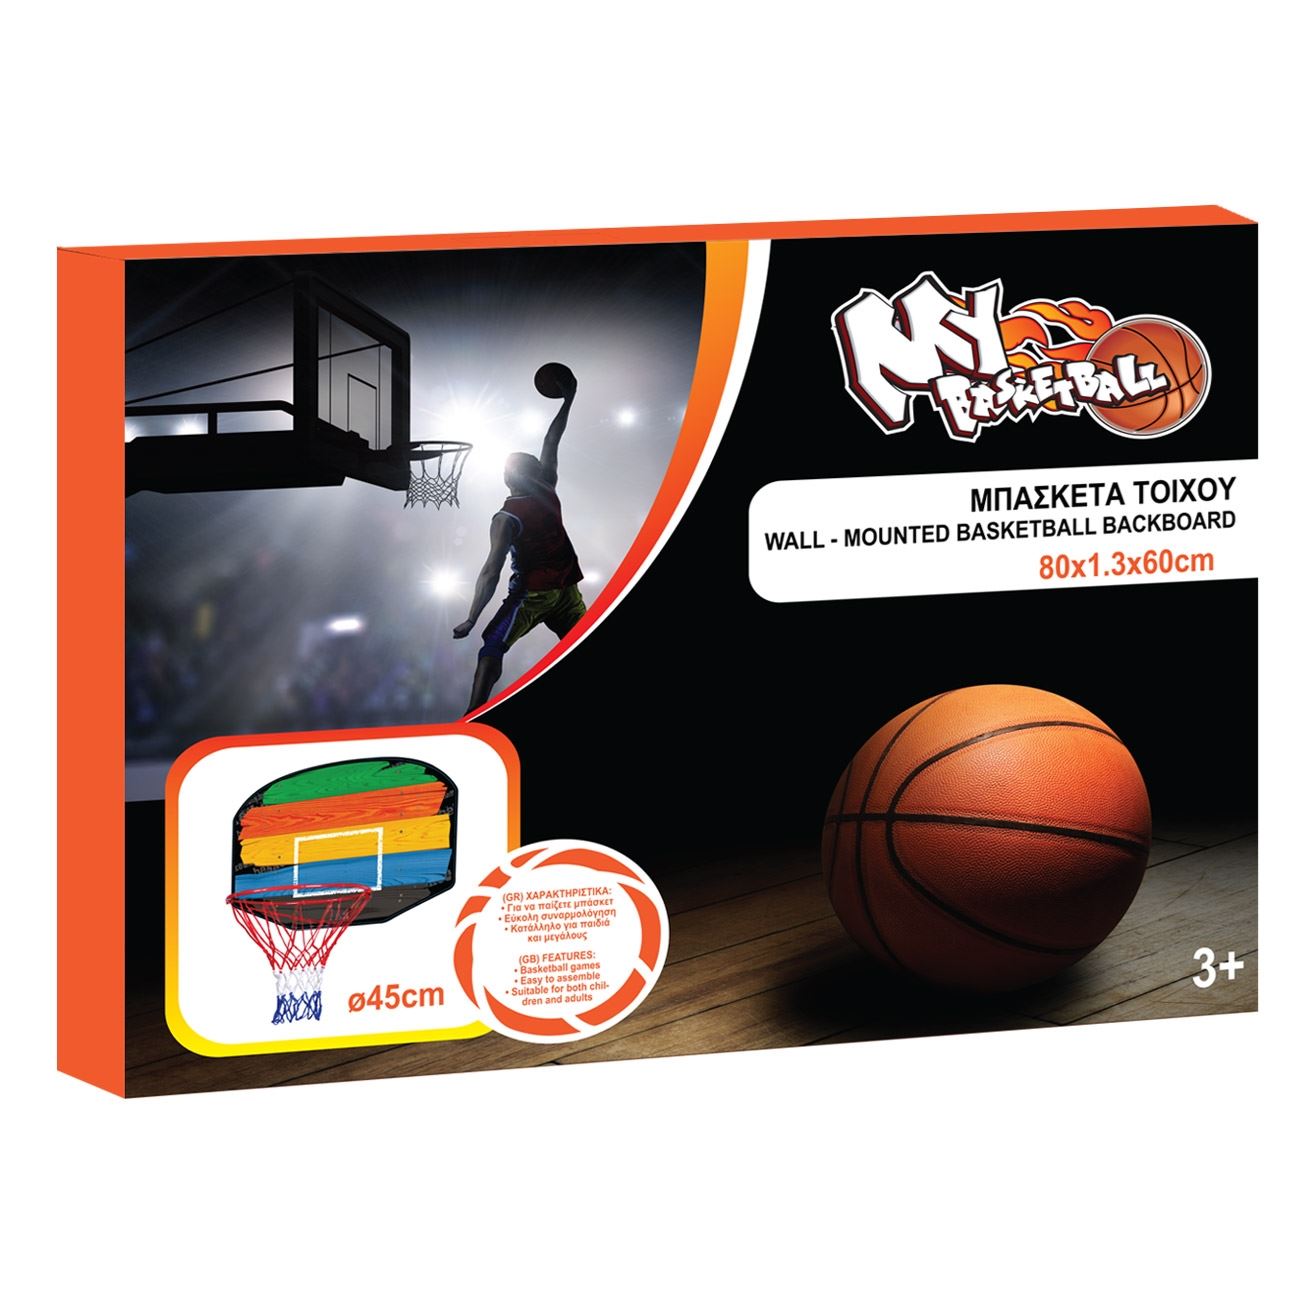 MY
BASKETBALL
ΜΠΑΣΚΕΤΑ ΤΟΙΧΟΥ
WALL - MOUNTED BASKETBALL BACKBOARD
80x1.3x60cm
ø45cm
(GR) ΧΑΡΑΚΤΗΡΙΣΤΙΚΑ:
• Για να παίζετε μπάσκετ
• Εύκολη συναρμολόγηση
• Κατάλληλο για παιδιά
και μεγάλους
(GB) FEATURES:
• Basketball games
• Easy to assemble
• Suitable for both chil-
dren and adults
3+